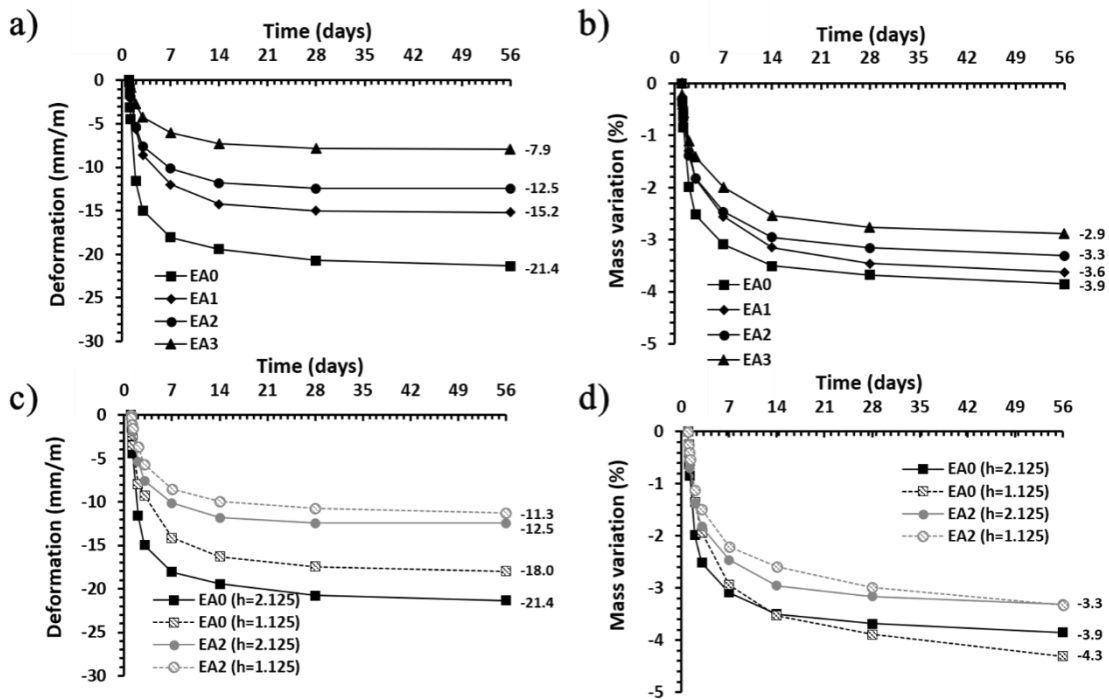 a)
Time (days)
0 7 14 21 28 35 42 49 56
Deformation (mm/m)
0
-5
-10
-15
-20
-25
-30
-7.9
-12.5
-15.2
-21.4
EA0
EA1
EA2
EA3
b)
Time (days)
0 7 14 21 28 35 42 49 56
Mass variation (%)
0
-1
-2
-3
-4
-5
-2.9
-3.3
-3.6
-3.9
EA0
EA1
EA2
EA3
c)
Time (days)
0 7 14 21 28 35 42 49 56
Deformation (mm/m)
0
-5
-10
-15
-20
-25
-30
-11.3
-12.5
-18.0
-21.4
EA0 (h=2.125)
EA0 (h=1.125)
EA2 (h=2.125)
EA2 (h=1.125)
d)
Time (days)
0 7 14 21 28 35 42 49 56
Mass variation (%)
0
-1
-2
-3
-4
-5
EA0 (h=2.125)
EA0 (h=1.125)
EA2 (h=2.125)
EA2 (h=1.125)
-3.3
-3.9
-4.3